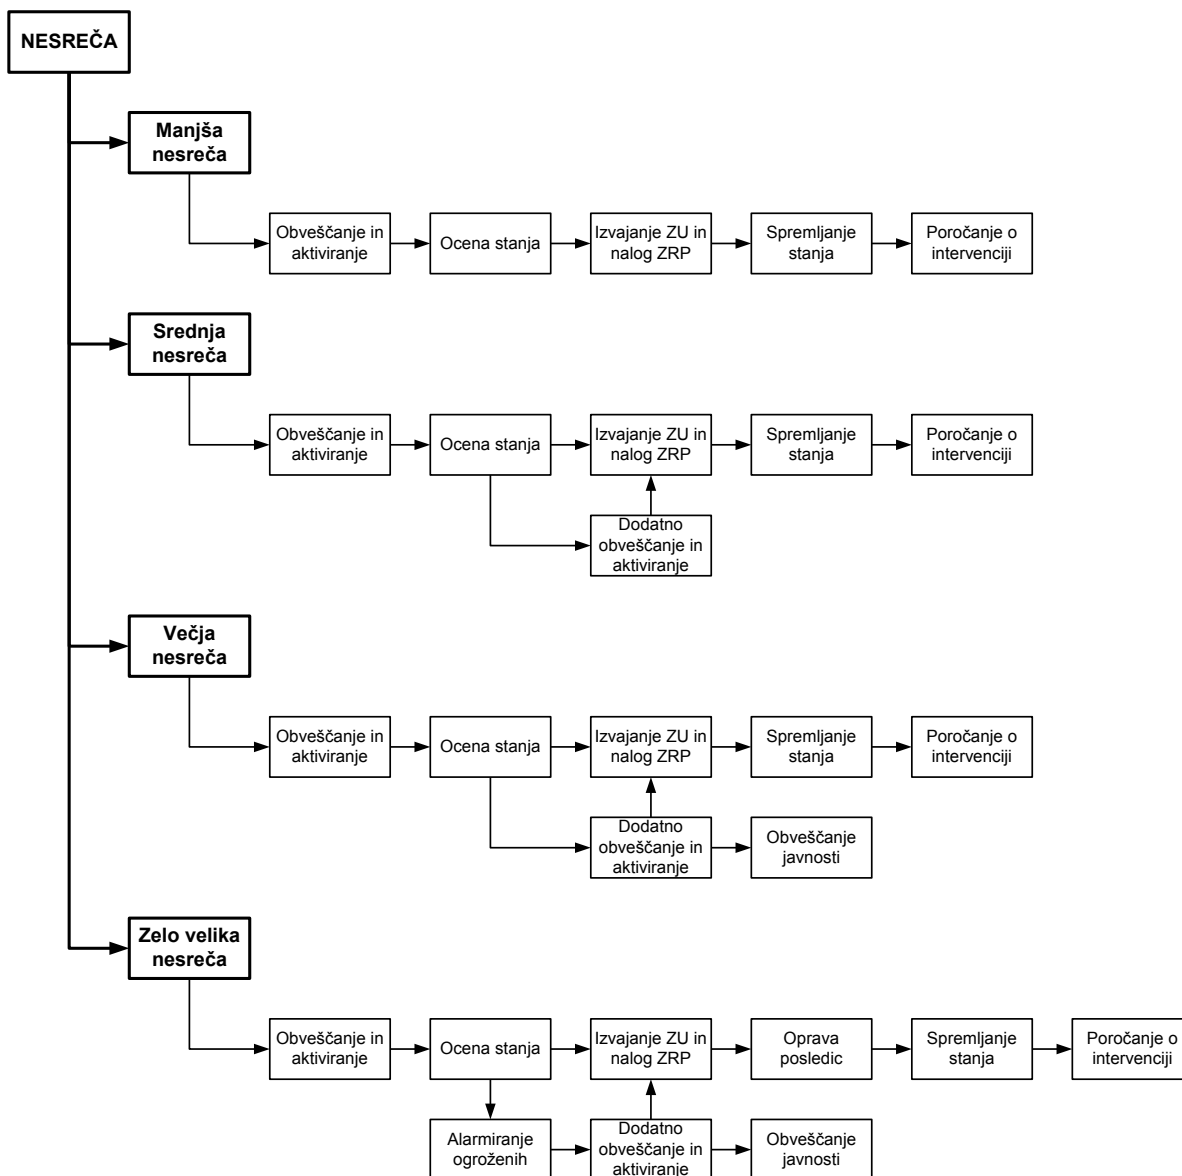 NESREČA
Manjša
nesreča
Obveščanje in
aktiviranje
Ocena stanja
Izvajanje ZU in
nalog ZRP
Spremljanje
stanja
Poročanje o
intervenciji
Srednja
nesreča
Obveščanje in
aktiviranje
Ocena stanja
Izvajanje ZU in
nalog ZRP
Spremljanje
stanja
Poročanje o
intervenciji
Dodatno
obveščanje in
aktiviranje
Večja
nesreča
Obveščanje in
aktiviranje
Ocena stanja
Izvajanje ZU in
nalog ZRP
Spremljanje
stanja
Poročanje o
intervenciji
Dodatno
obveščanje in
aktiviranje
Obveščanje
javnosti
Zelo velika
nesreča
Obveščanje in
aktiviranje
Ocena stanja
Izvajanje ZU in
nalog ZRP
Oprava
posledic
Spremljanje
stanja
Poročanje o
intervenciji
Alarmiranje
ogroženih
Dodatno
obveščanje in
aktiviranje
Obveščanje
javnosti